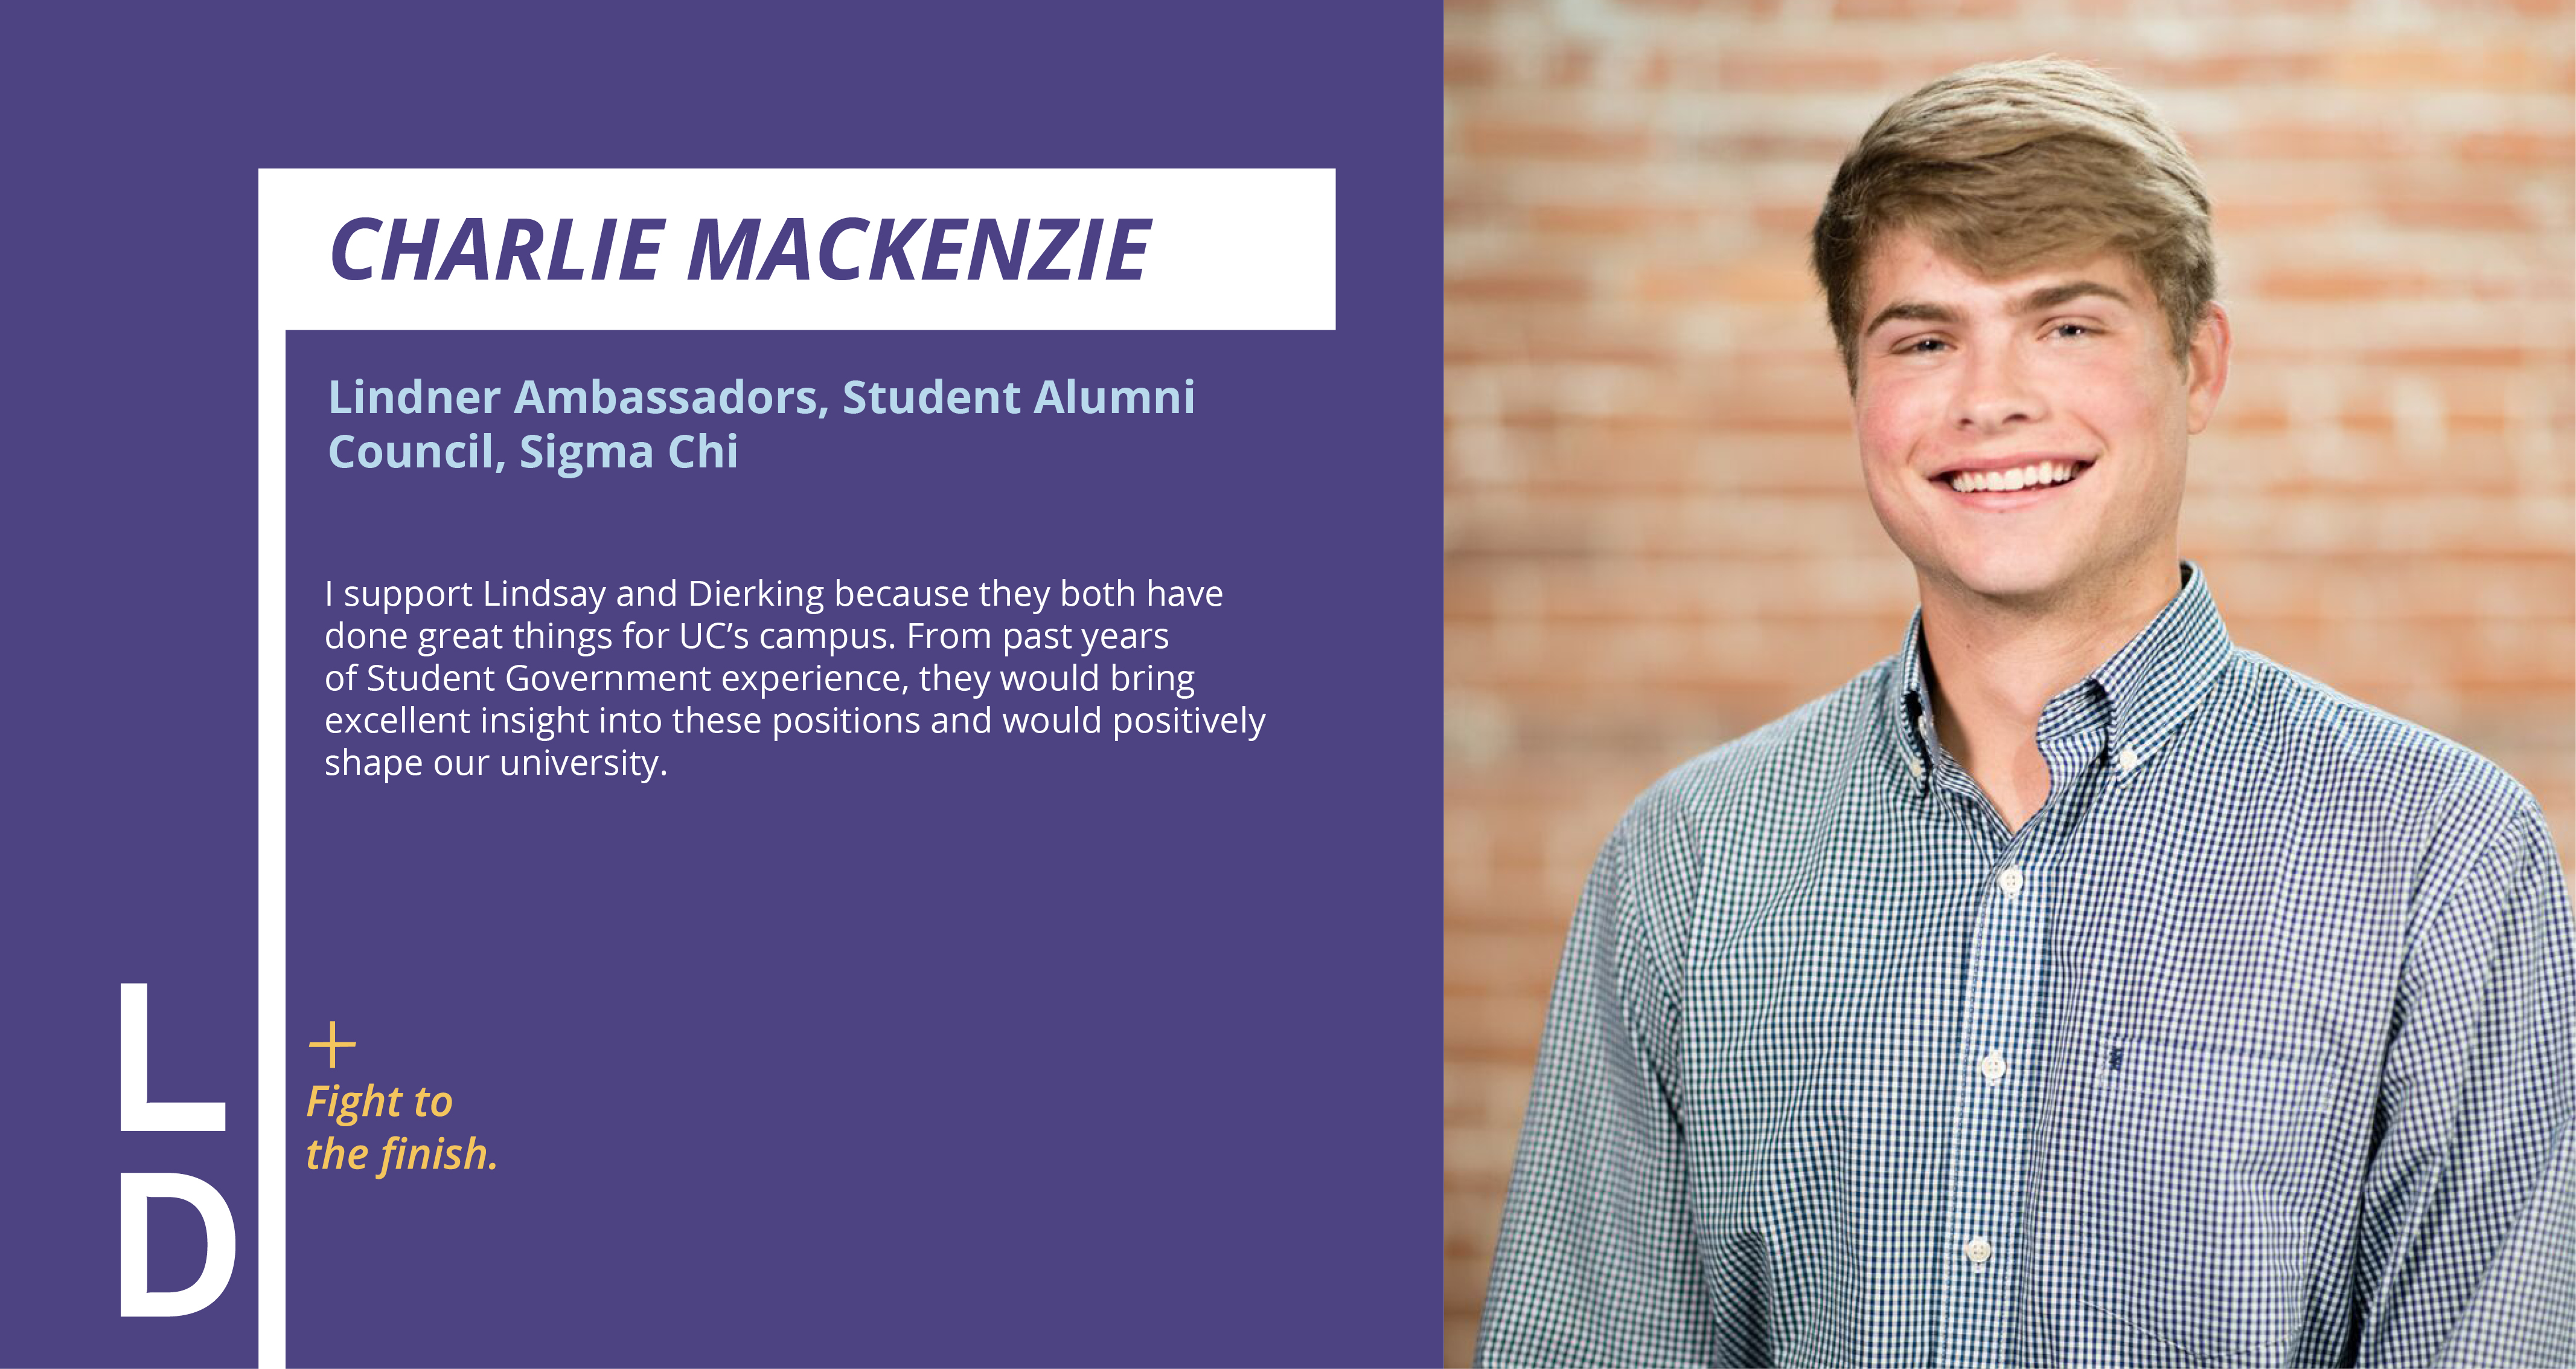 CHARLIE MACKENZIE
Lindner Ambassadors, Student Alumni
Council, Sigma Chi
I support Lindsay and Dierking because they both have
done great things for UC’s campus. From past years
of Student Government experience, they would bring
excellent insight into these positions and would positively
shape our university.
L
D
+
Fight to
the finish.